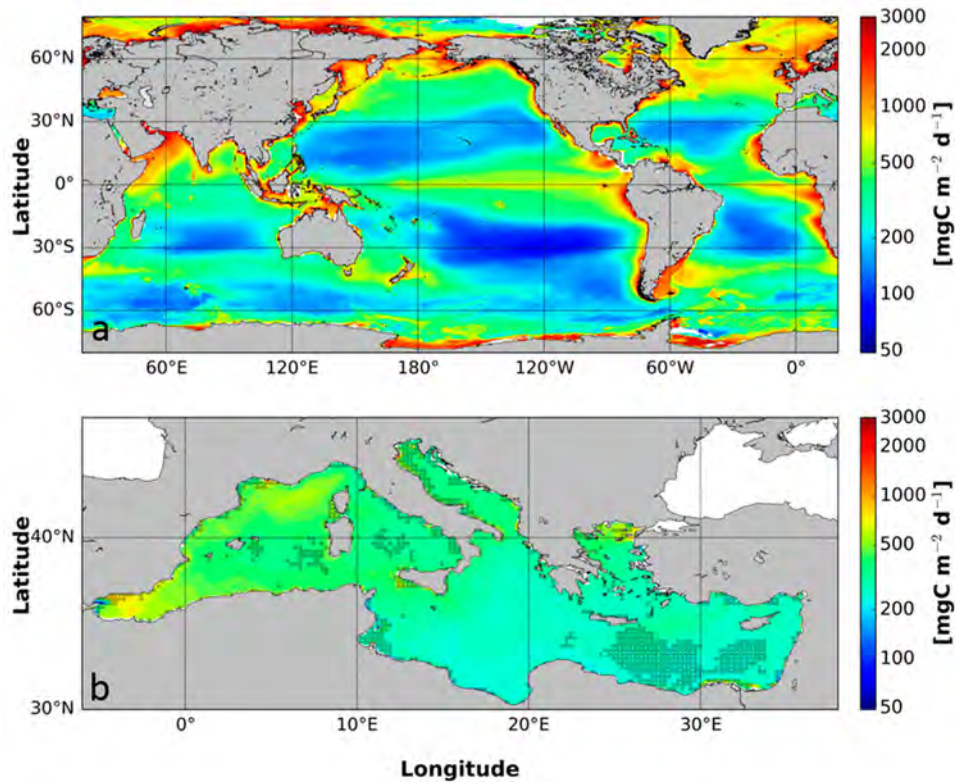 60°N
30°N
0°
30°S
60°S
Latitude
a
60°E
120°E
180°
120°W
60°W
0°
3000
2000
1000
500
200
100
50
[mgC m⁻² d⁻¹]
40°N
30°N
Latitude
b
0°
10°E
20°E
30°E
Longitude
3000
2000
1000
500
200
100
50
[mgC m⁻² d⁻¹]